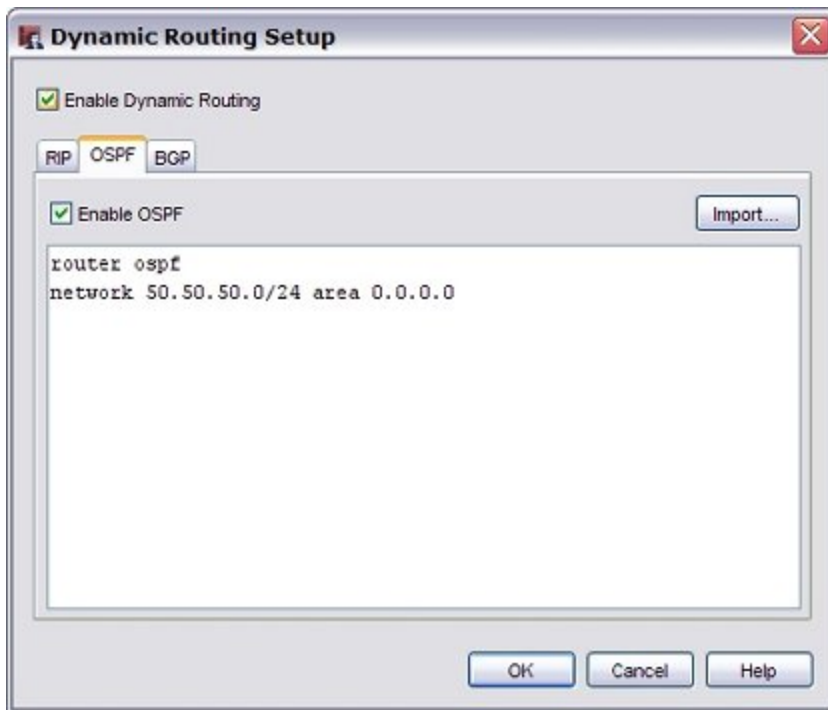 Dynamic Routing Setup
Enable Dynamic Routing
RIP OSPF BGP
Enable OSPF Import...
router ospf
network 50.50.50.0/24 area 0.0.0.0
OK Cancel Help